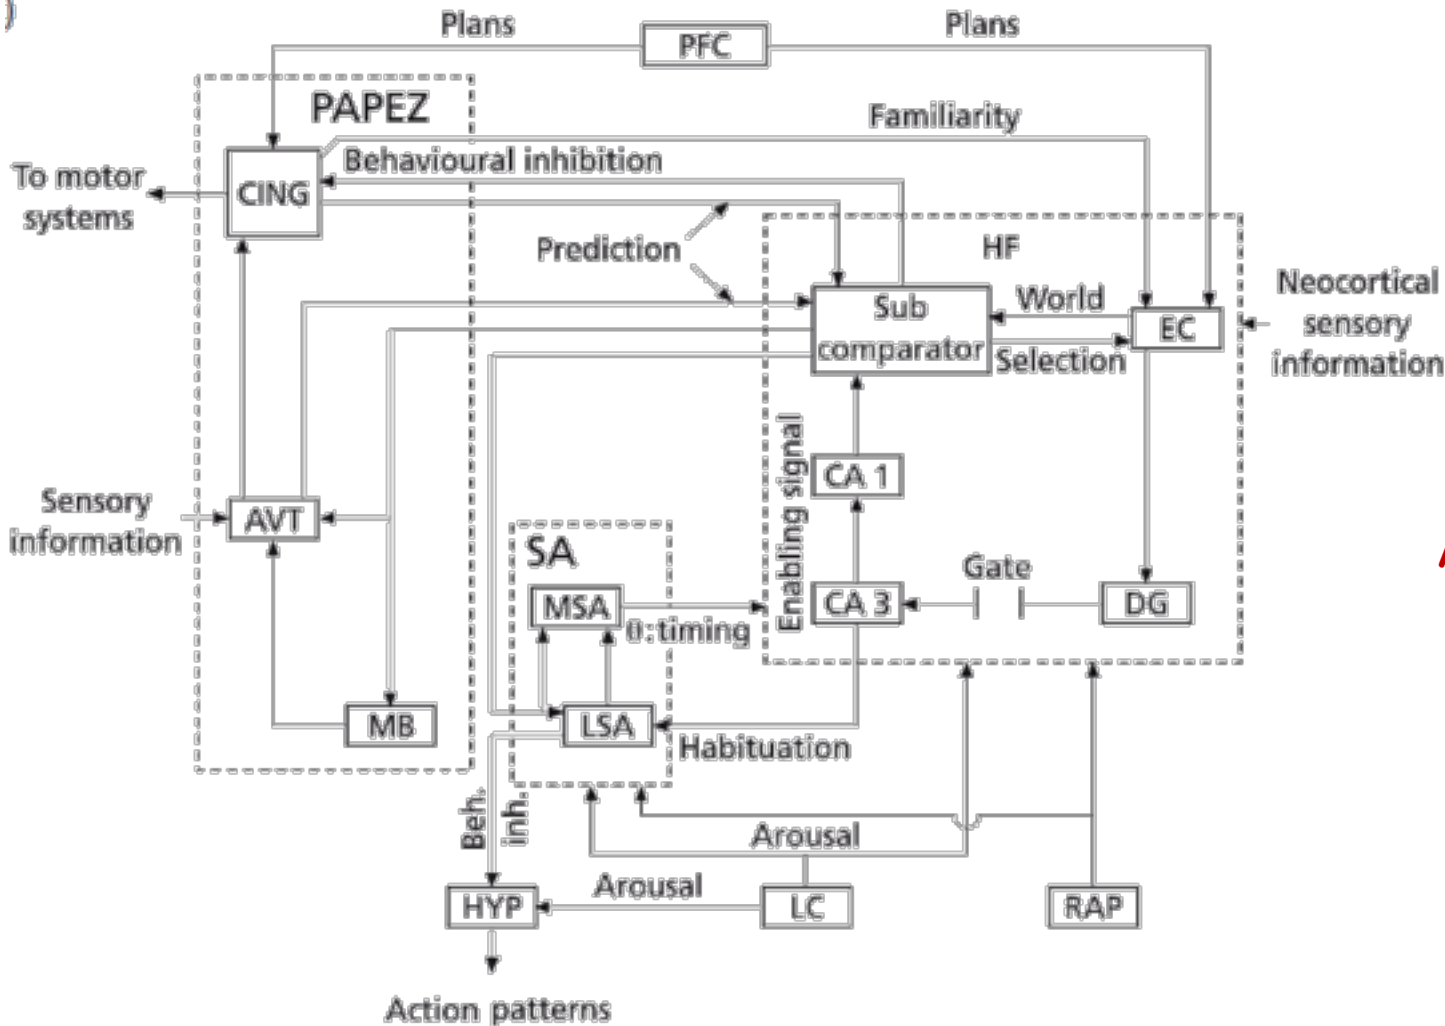 )
Plans
Plans
PFC
PAPEZ
Familiarity
Behavioural inhibition
To motor
systems
CING
Prediction
HF
Neocortical
sensory
information
World
Sub
comparator
EC
Selection
Enabling signal
CA 1
Sensory
information
AVT
SA
Gate
MSA
CA 3
DG
θ: timing
MB
LSA
Habituation
Beh.
inh.
Arousal
Arousal
HYP
LC
RAP
Action patterns